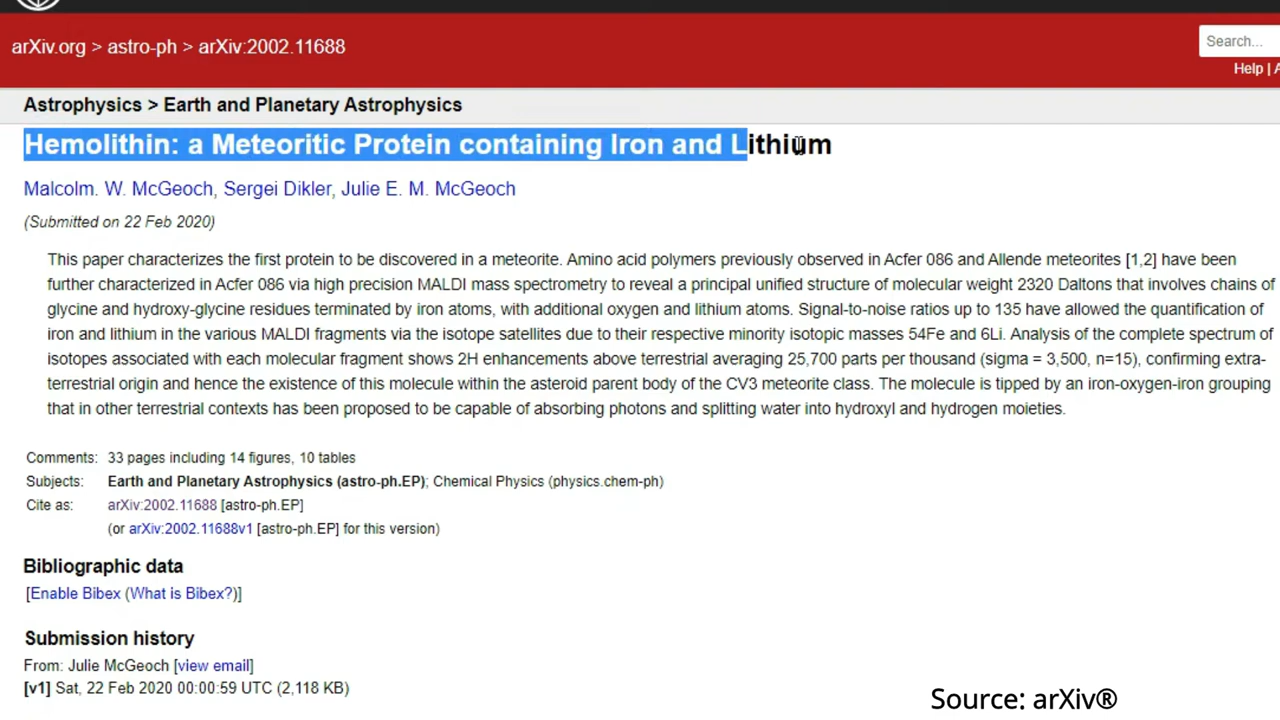 arXiv.org > astro-ph > arXiv:2002.11688
Search...
Help |
Astrophysics > Earth and Planetary Astrophysics
Hemolithin: a Meteoritic Protein containing Iron and Lithium
Malcolm. W. McGeoch, Sergei Dikler, Julie E. M. McGeoch
(Submitted on 22 Feb 2020)
This paper characterizes the first protein to be discovered in a meteorite. Amino acid polymers previously observed in Acfer 086 and Allende meteorites [1,2] have been
further characterized in Acfer 086 via high precision MALDI mass spectrometry to reveal a principal unified structure of molecular weight 2320 Daltons that involves chains of
glycine and hydroxy-glycine residues terminated by iron atoms, with additional oxygen and lithium atoms. Signal-to-noise ratios up to 135 have allowed the quantification of
iron and lithium in the various MALDI fragments via the isotope satellites due to their respective minority isotopic masses 54Fe and 6Li. Analysis of the complete spectrum of
isotopes associated with each molecular fragment shows 2H enhancements above terrestrial averaging 25,700 parts per thousand (sigma = 3,500, n=15), confirming extra-
terrestrial origin and hence the existence of this molecule within the asteroid parent body of the CV3 meteorite class. The molecule is tipped by an iron-oxygen-iron grouping
that in other terrestrial contexts has been proposed to be capable of absorbing photons and splitting water into hydroxyl and hydrogen moieties.
Comments: 33 pages including 14 figures, 10 tables
Subjects: Earth and Planetary Astrophysics (astro-ph.EP); Chemical Physics (physics.chem-ph)
Cite as: arXiv:2002.11688 [astro-ph.EP]
(or arXiv:2002.11688v1 [astro-ph.EP] for this version)
Bibliographic data
[Enable Bibex (What is Bibex?)]
Submission history
From: Julie McGeoch [view email]
[v1] Sat, 22 Feb 2020 00:00:59 UTC (2,118 KB)
Source: arXiv®